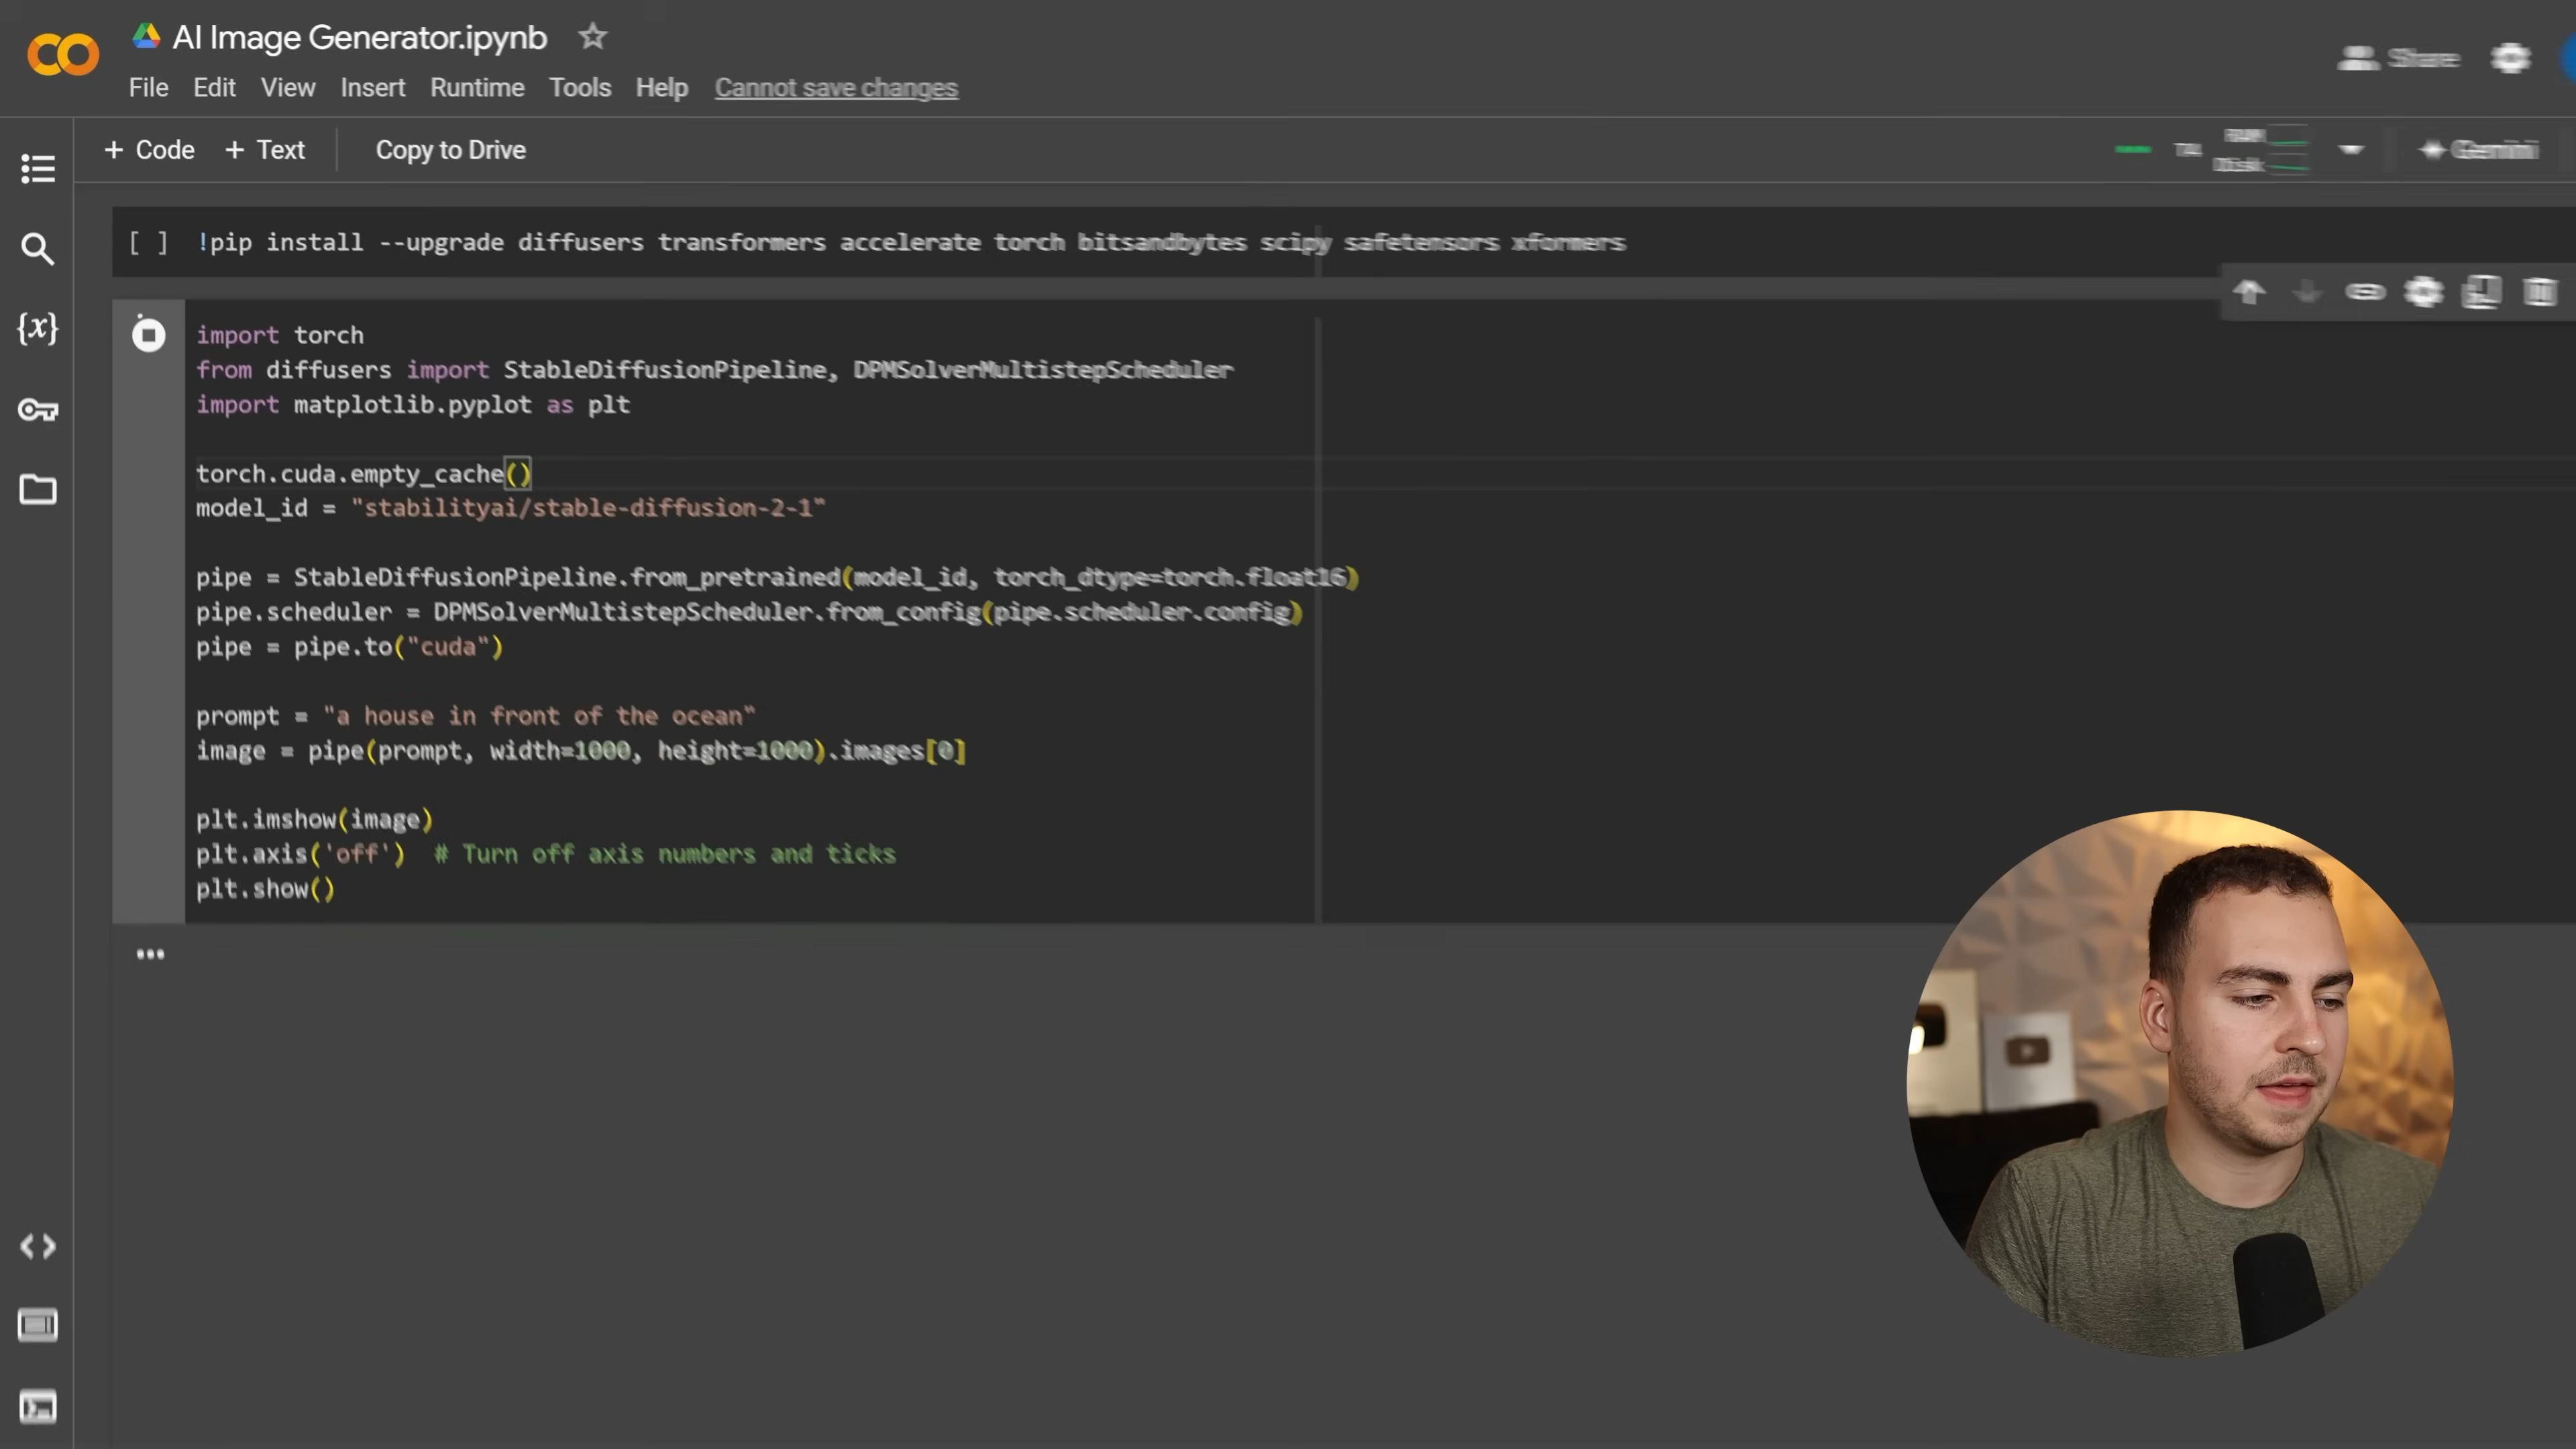 AI Image Generator.ipynb
File Edit View Insert Runtime Tools Help Cannot save changes
Share
+ Code + Text Copy to Drive
T4
RAM
Disk
Gemini
[ ] !pip install --upgrade diffusers transformers accelerate torch bitsandbytes scipy safetensors xformers
import torch
from diffusers import StableDiffusionPipeline, DPMSolverMultistepScheduler
import matplotlib.pyplot as plt
torch.cuda.empty_cache()
model_id = "stabilityai/stable-diffusion-2-1"
pipe = StableDiffusionPipeline.from_pretrained(model_id, torch_dtype=torch.float16)
pipe.scheduler = DPMSolverMultistepScheduler.from_config(pipe.scheduler.config)
pipe = pipe.to("cuda")
prompt = "a house in front of the ocean"
image = pipe(prompt, width=1000, height=1000).images[0]
plt.imshow(image)
plt.axis('off') # Turn off axis numbers and ticks
plt.show()